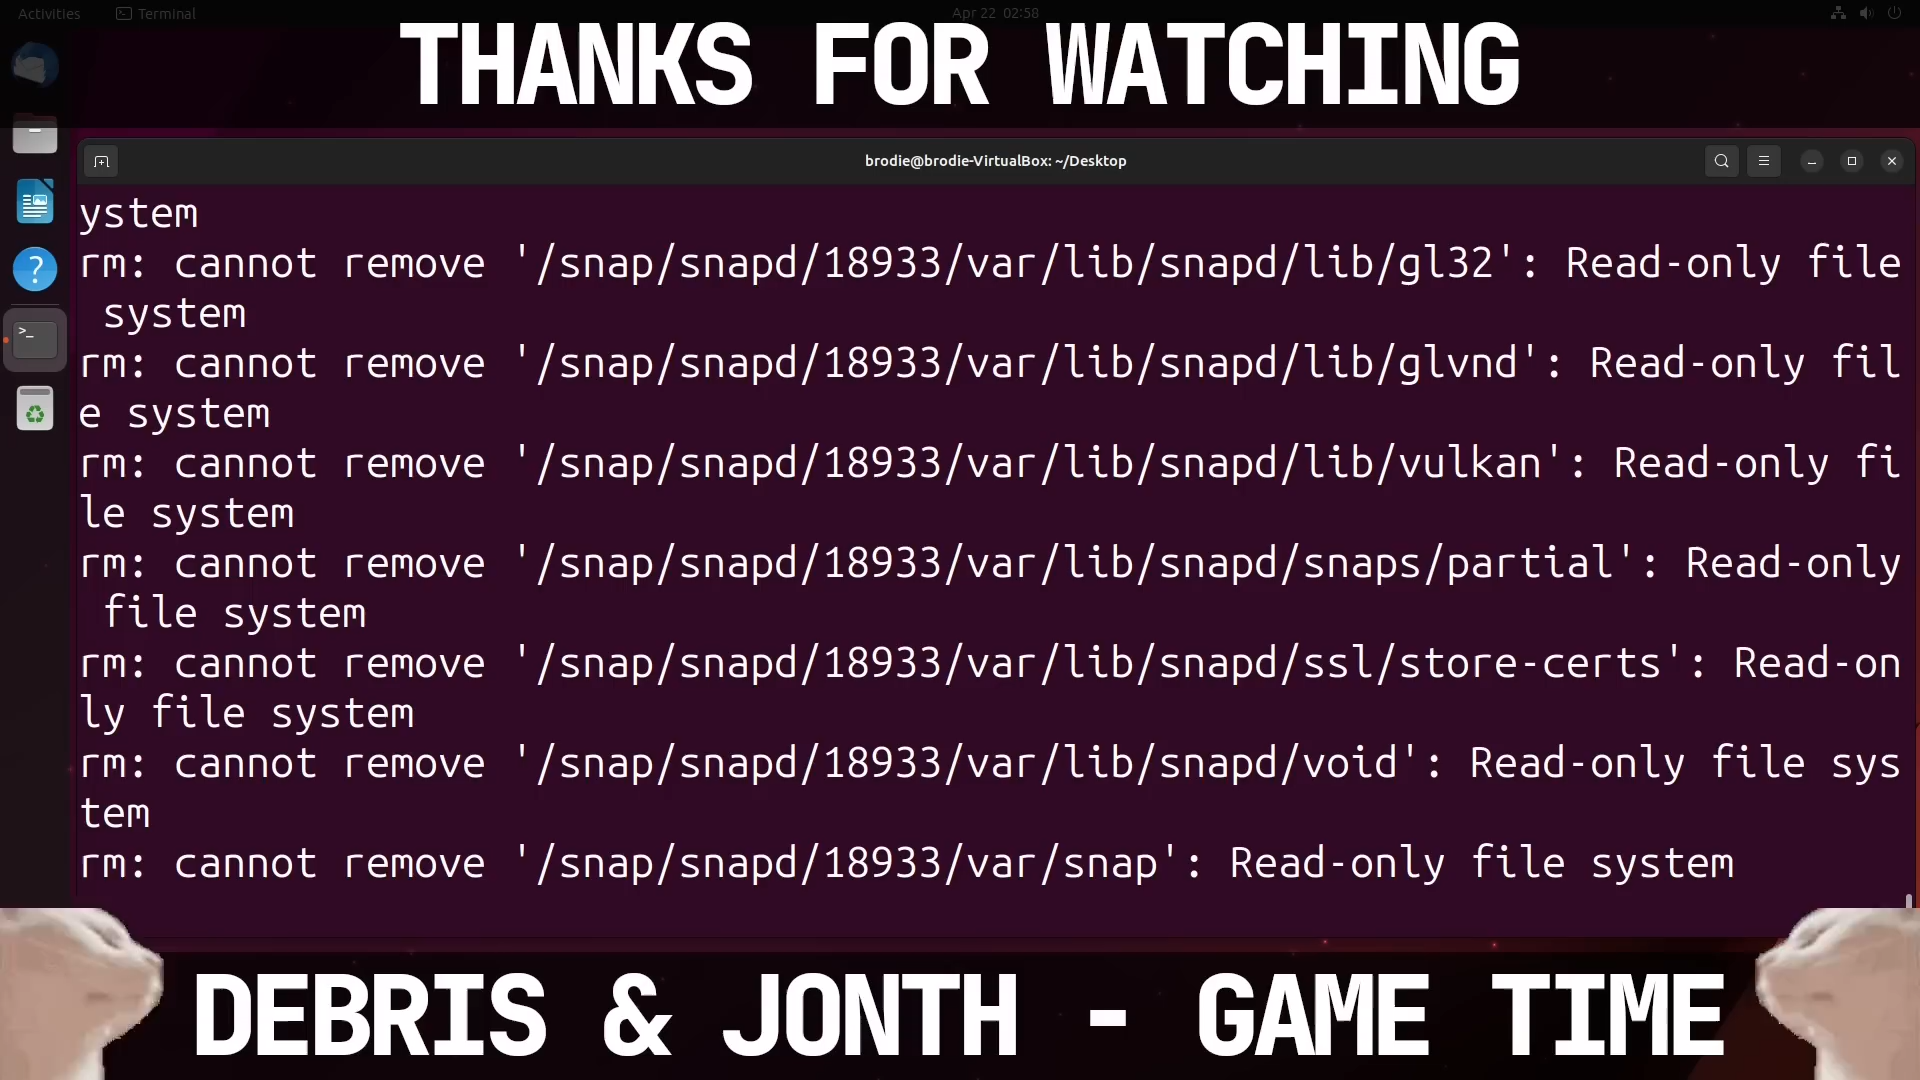 Activities Terminal Apr 22 02:58
THANKS FOR WATCHING
brodie@brodie-VirtualBox: ~/Desktop
ystem
rm: cannot remove '/snap/snapd/18933/var/lib/snapd/lib/gl32': Read-only file
 system
rm: cannot remove '/snap/snapd/18933/var/lib/snapd/lib/glvnd': Read-only fil
e system
rm: cannot remove '/snap/snapd/18933/var/lib/snapd/lib/vulkan': Read-only fi
le system
rm: cannot remove '/snap/snapd/18933/var/lib/snapd/snaps/partial': Read-only
 file system
rm: cannot remove '/snap/snapd/18933/var/lib/snapd/ssl/store-certs': Read-on
ly file system
rm: cannot remove '/snap/snapd/18933/var/lib/snapd/void': Read-only file sys
tem
rm: cannot remove '/snap/snapd/18933/var/snap': Read-only file system
DEBRIS & JONTH - GAME TIME